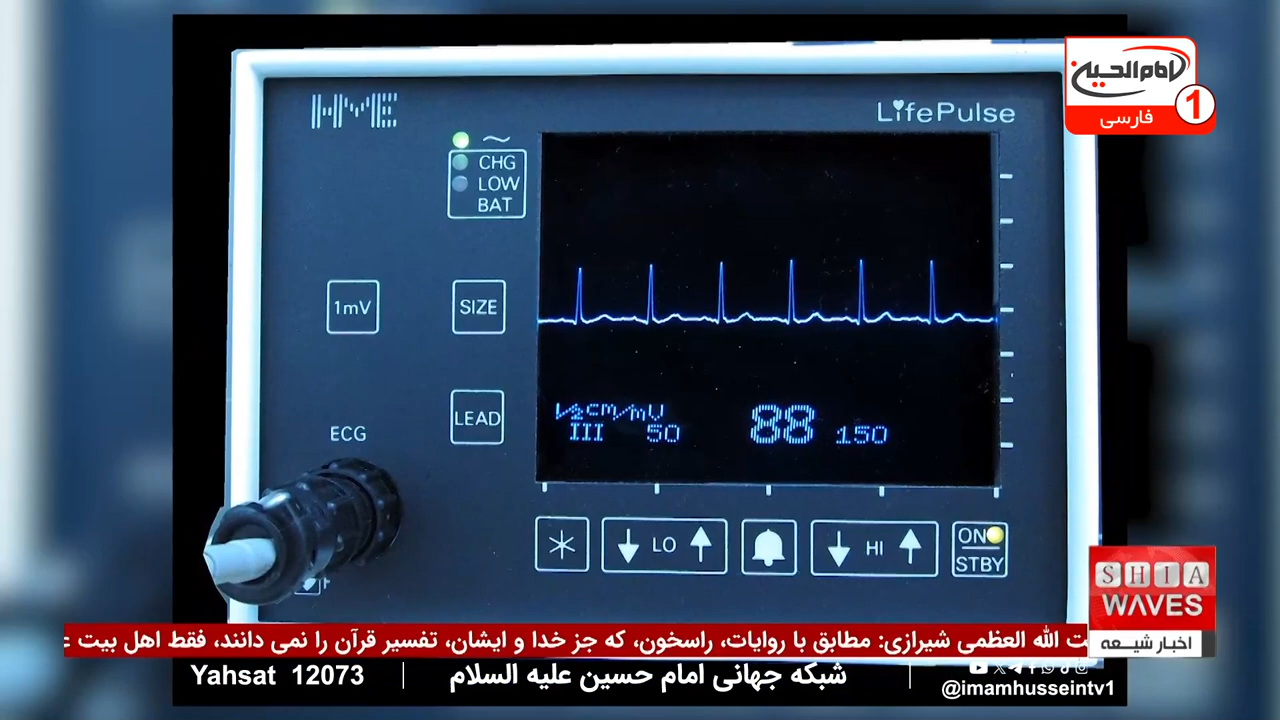 HME
LifePulse
امام الحسین
فارسی 1
CHG
LOW
BAT
1mV
SIZE
LEAD
ECG
1/2cm/mV
III 50 88 150
LO
HI
ON
STBY
SHIA
WAVES
اخبار شیعه
ت الله العظمی شیرازی: مطابق با روایات، راسخون، که جز خدا و ایشان، تفسیر قرآن را نمی دانند، فقط اهل بیت
Yahsat 12073
شبکه جهانی امام حسین علیه السلام
@imamhusseintv1